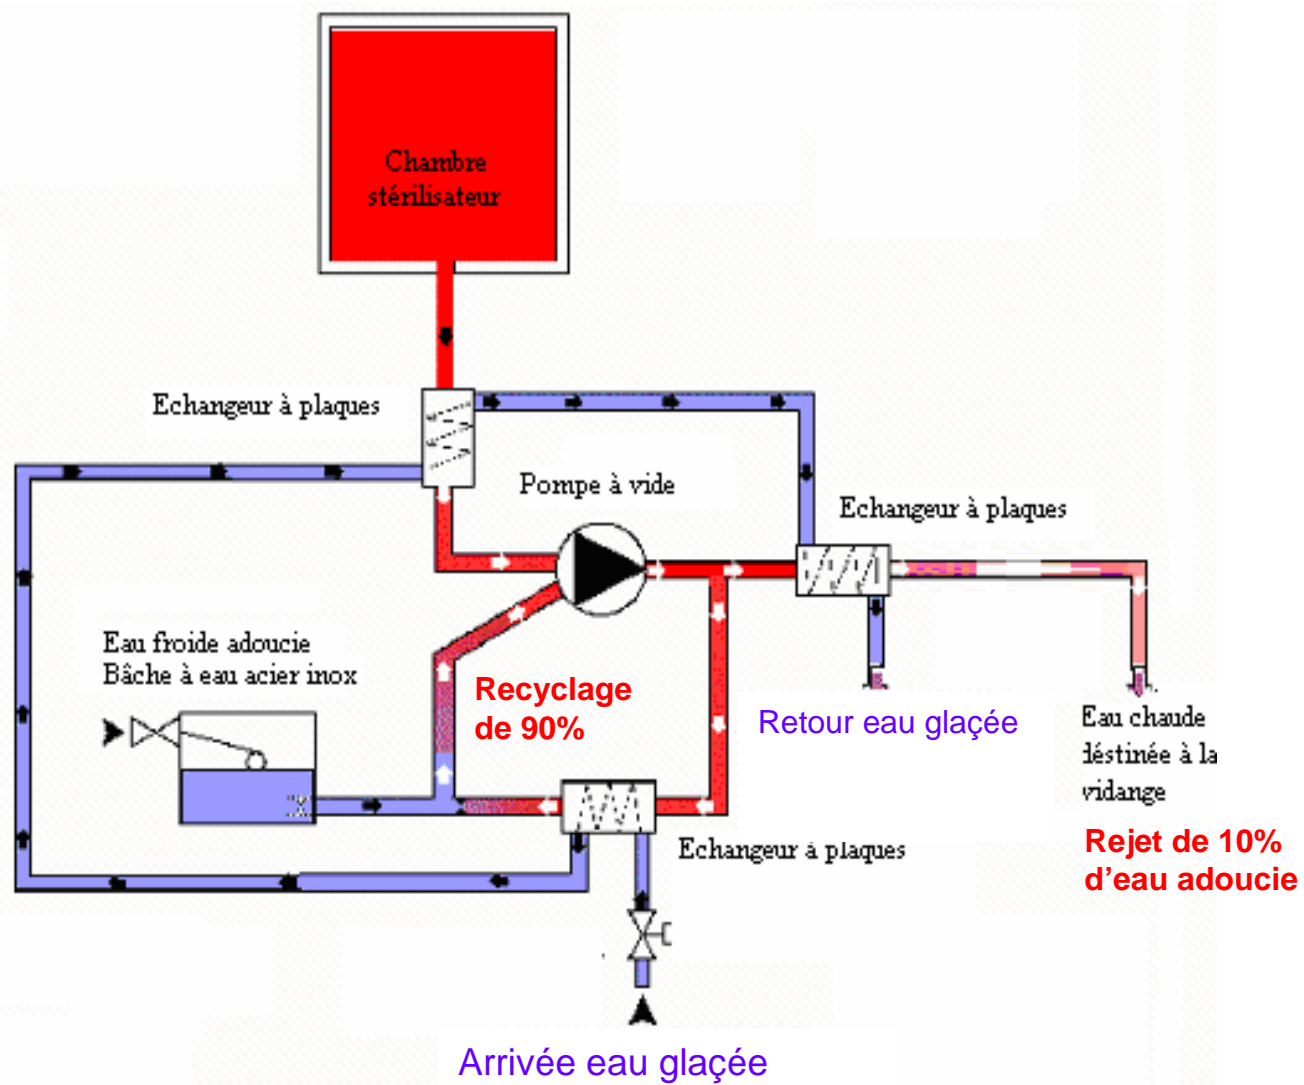 Chambre
stérilisateur
Echangeur à plaques
Pompe à vide
Echangeur à plaques
Eau froide adoucie
Bâche à eau acier inox
Recyclage
de 90%
Retour eau glaçée
Eau chaude
déstinée à la
vidange
Rejet de 10%
d'eau adoucie
Echangeur à plaques
Arrivée eau glaçée